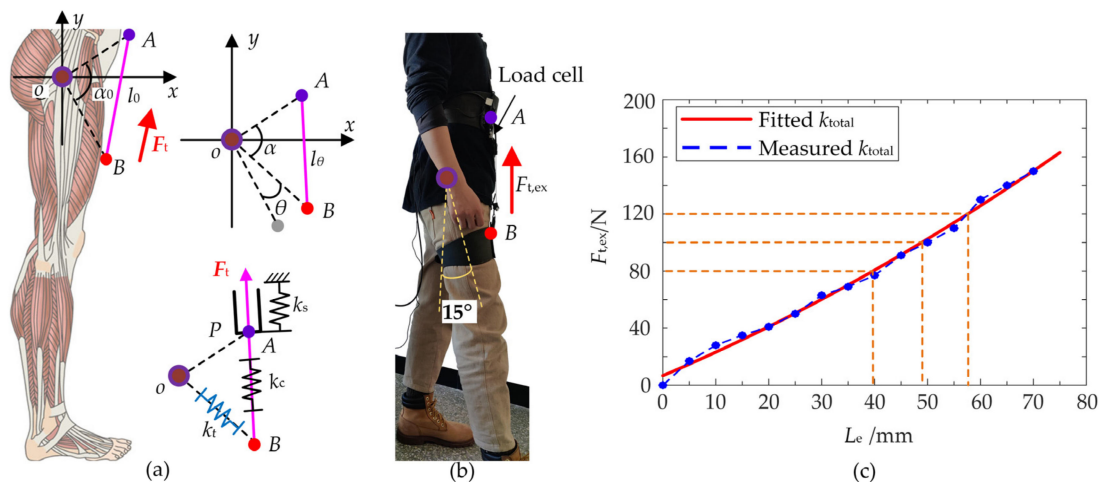 y
A
Q
α0
x
l0
Ft
B
(a)
y
A
x
o
α
lθ
θ
B
Ft
ks
P
A
o
kc
kt
B
Load cell
A
Ft,ex
B
15°
(b)
200
160
120
80
40
0
Ft,ex/N
Fitted ktotal
Measured ktotal
0 10 20 30 40 50 60 70 80
Le /mm
(c)